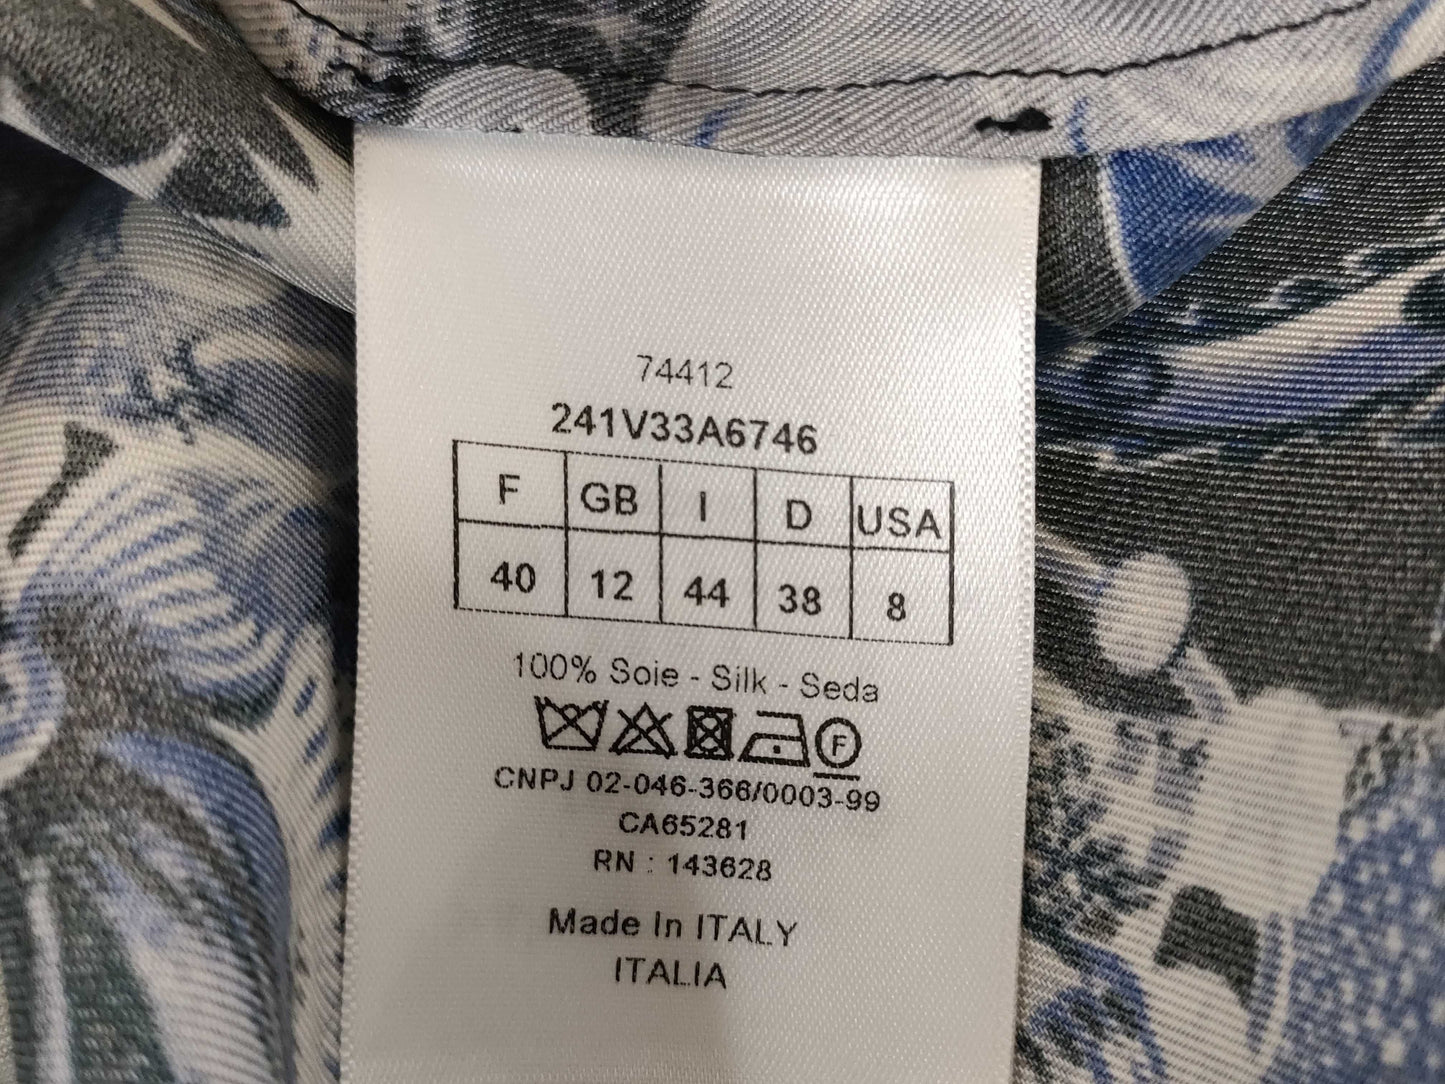 74412
241V33A6746
F GB I D USA
40 12 44 38 8
100% Soie - Silk - Seda
F
CNPJ 02-046-366/0003-99
CA65281
RN : 143628
Made In ITALY
ITALIA